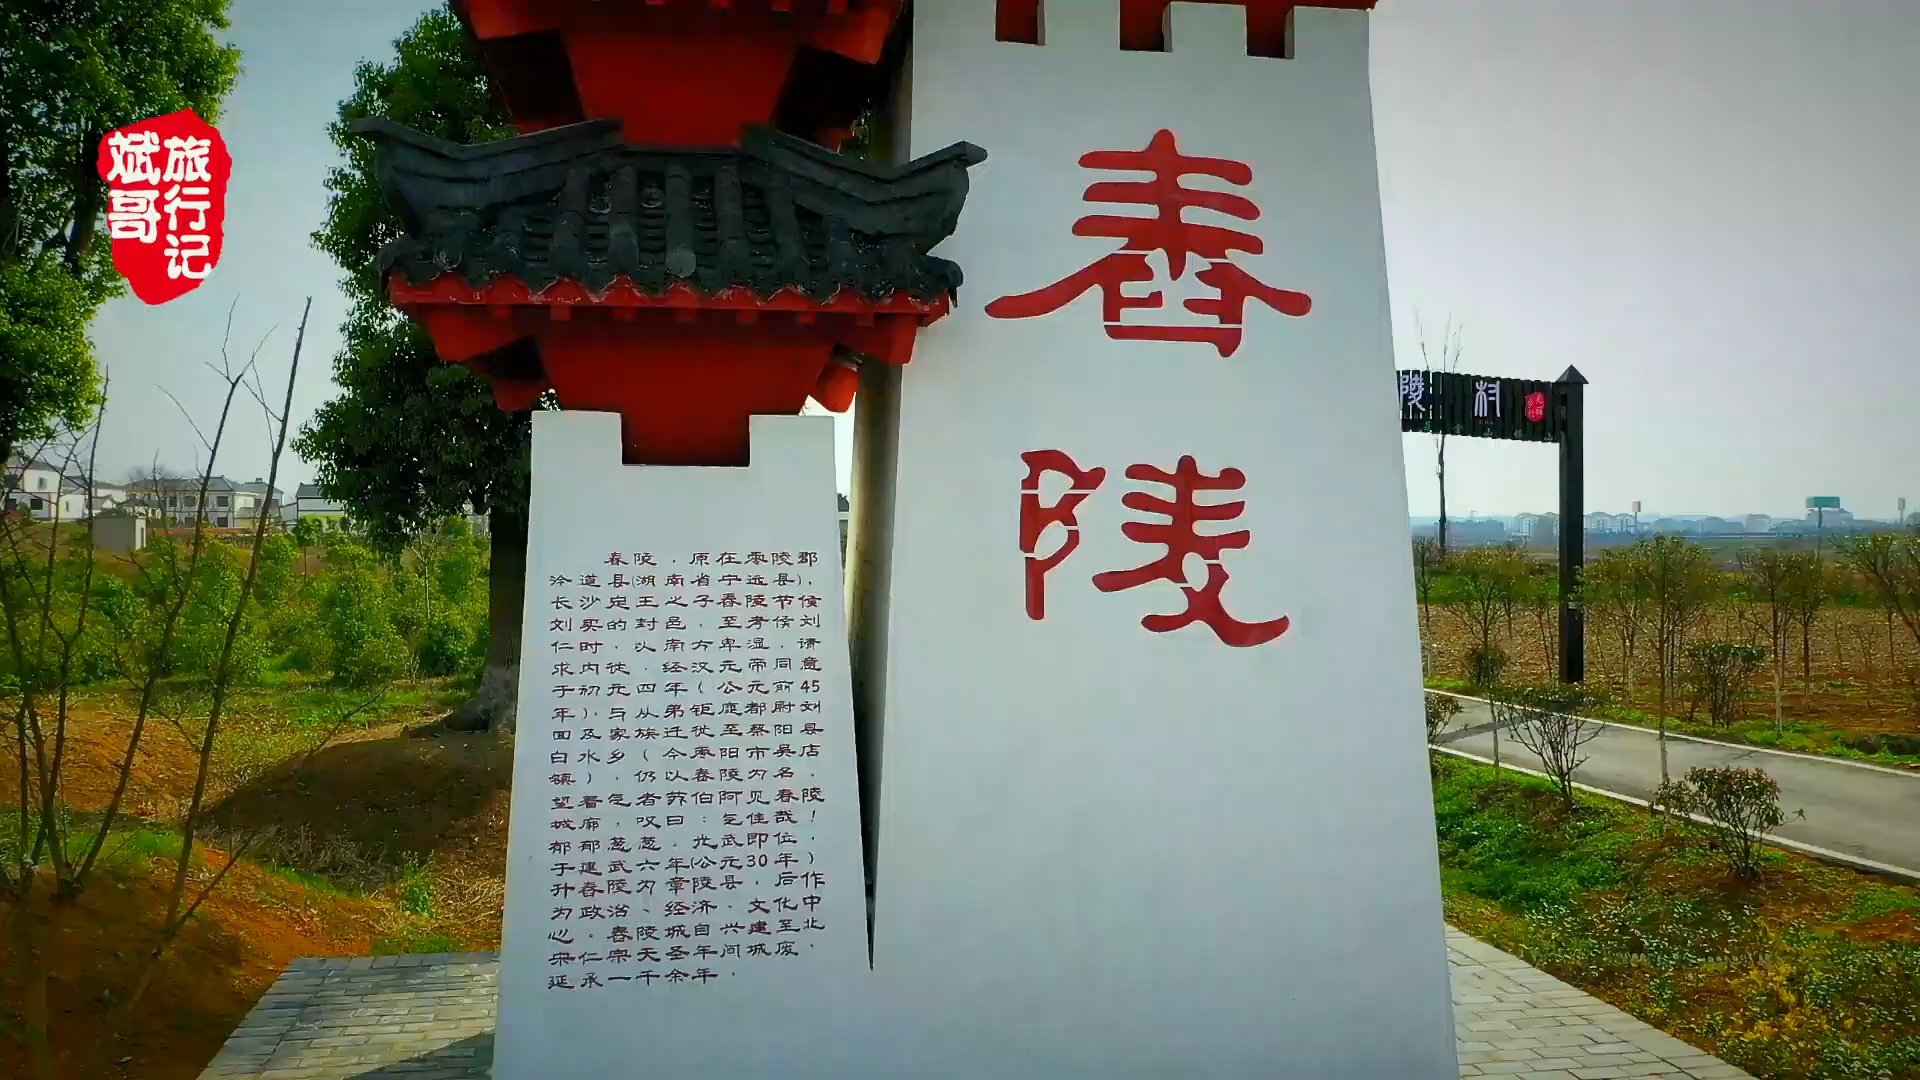 斌哥
旅行记
舂
陵
陵 村
舂陵，原在枣陵郡
泠道县(湖南省宁远县)，
长沙定王之子舂陵节侯
刘买的封邑，至考侯刘
仁时，以南方卑湿，请
求内徙，经汉元帝同意
于初元四年（公元前45
年），与从弟钜鹿都尉刘
回及家族迁徙至蔡阳县
白水乡（今枣阳市吴店
镇），仍以舂陵为名，
望着气者苏伯阿见舂陵
城廓，叹曰：气佳哉！
郁郁葱葱。光武即位，
于建武六年(公元30年）
升舂陵为章陵县，后作
为政治、经济、文化中
心。舂陵城自兴建至北
宋仁宗天圣年间城废，
延承一千余年。